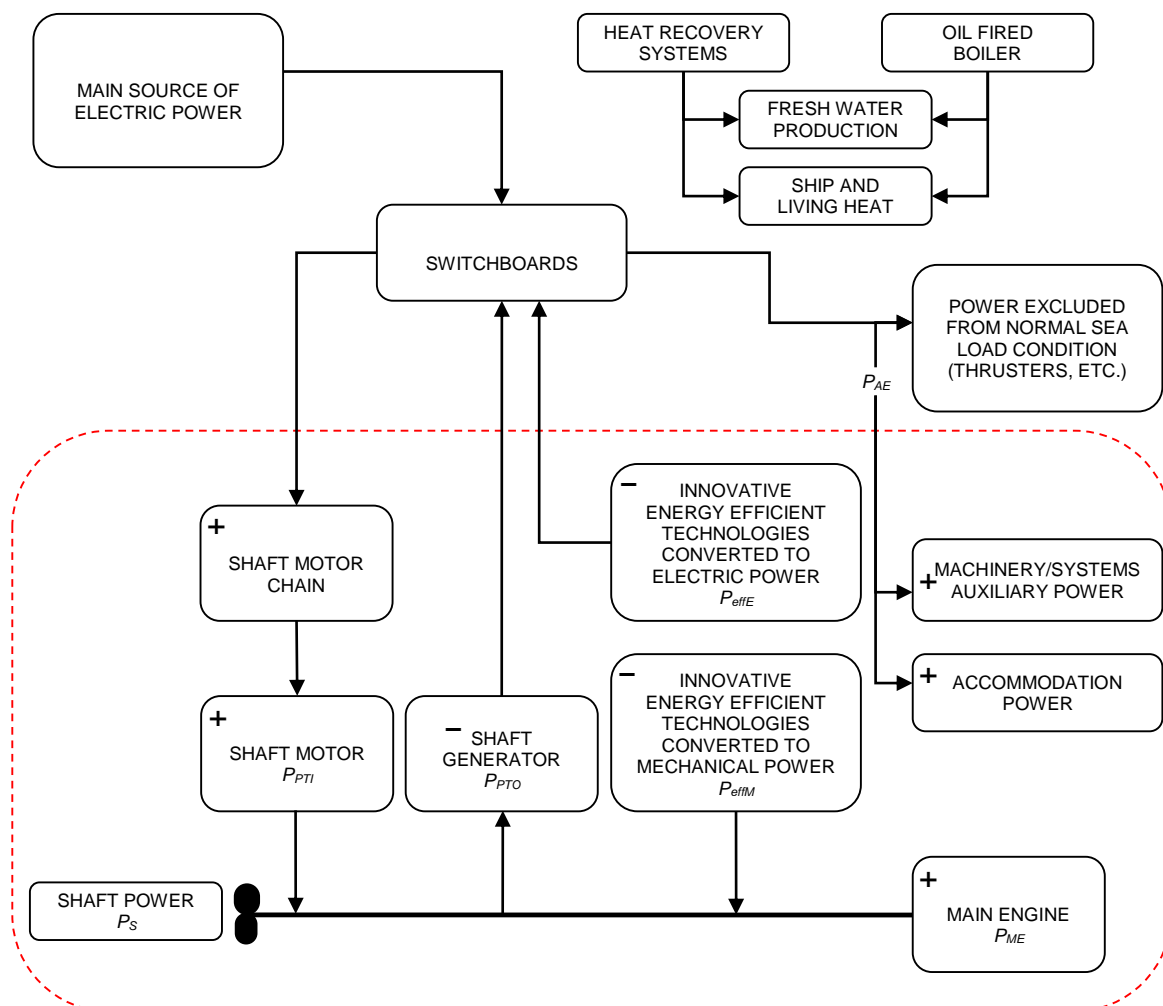 MAIN SOURCE OF
ELECTRIC POWER
HEAT RECOVERY
SYSTEMS
OIL FIRED
BOILER
FRESH WATER
PRODUCTION
SHIP AND
LIVING HEAT
SWITCHBOARDS
POWER EXCLUDED
FROM NORMAL SEA
LOAD CONDITION
(THRUSTERS, ETC.)
PAE
+
SHAFT MOTOR
CHAIN
−
INNOVATIVE
ENERGY EFFICIENT
TECHNOLOGIES
CONVERTED TO
ELECTRIC POWER
PeffE
+
MACHINERY/SYSTEMS
AUXILIARY POWER
+
ACCOMMODATION
POWER
+
SHAFT MOTOR
PPTI
−
SHAFT
GENERATOR
PPTO
−
INNOVATIVE
ENERGY EFFICIENT
TECHNOLOGIES
CONVERTED TO
MECHANICAL POWER
PeffM
SHAFT POWER
PS
+
MAIN ENGINE
PME